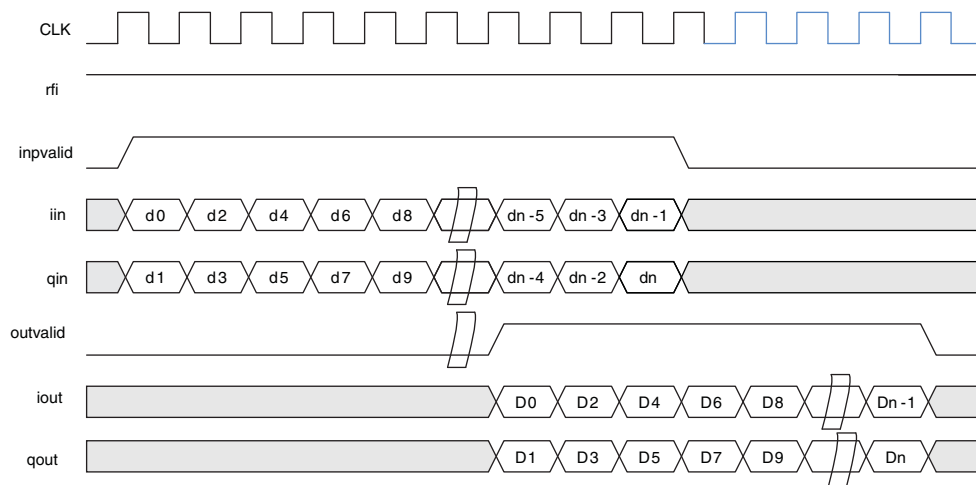 CLK
rfi
inpvalid
iin d0 d2 d4 d6 d8 dn -5 dn -3 dn -1
qin d1 d3 d5 d7 d9 dn -4 dn -2 dn
outvalid
iout D0 D2 D4 D6 D8 Dn -1
qout D1 D3 D5 D7 D9 Dn